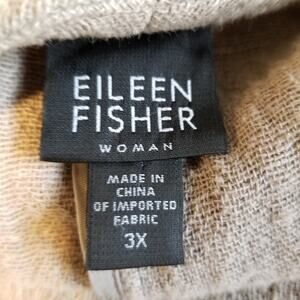 EILEEN
FISHER
WOMAN
MADE IN
CHINA
OF IMPORTED
FABRIC
3X